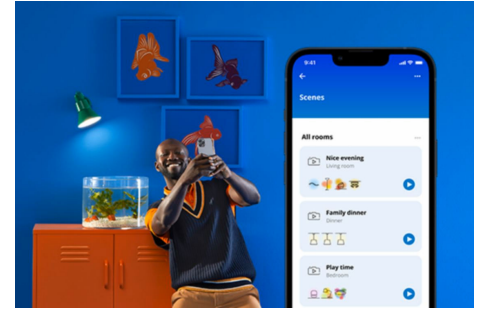 9:41
Scenes
All rooms
Nice evening
Living room
Family dinner
Dinner
Play time
Bedroom